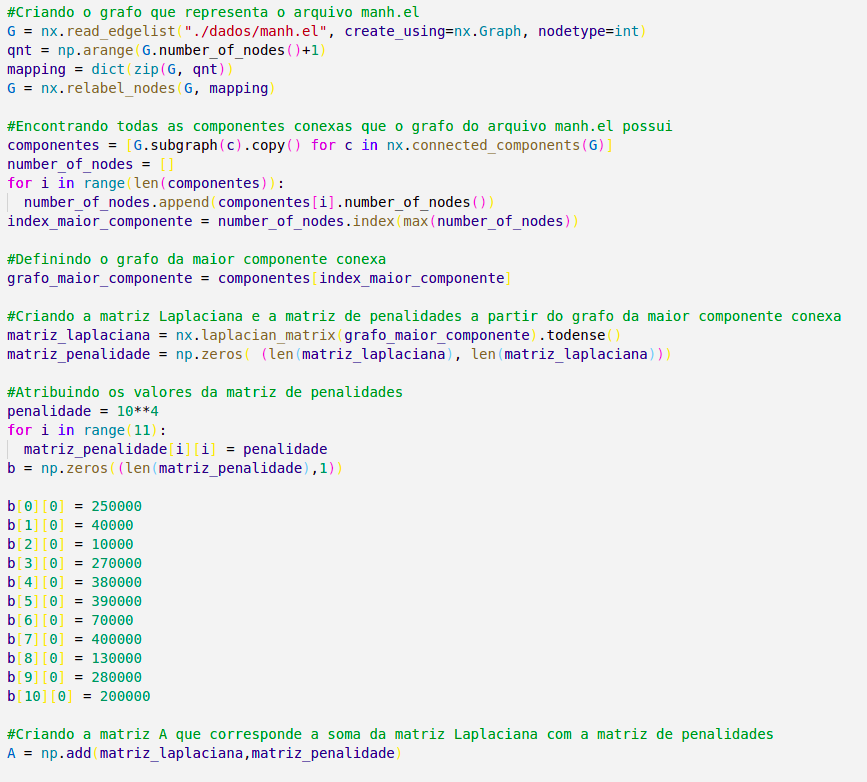 #Criando o grafo que representa o arquivo manh.el
G = nx.read_edgelist("./dados/manh.el", create_using=nx.Graph, nodetype=int)
qnt = np.arange(G.number_of_nodes()+1)
mapping = dict(zip(G, qnt))
G = nx.relabel_nodes(G, mapping)
#Encontrando todas as componentes conexas que o grafo do arquivo manh.el possui
componentes = [G.subgraph(c).copy() for c in nx.connected_components(G)]
number_of_nodes = []
for i in range(len(componentes)):
  number_of_nodes.append(componentes[i].number_of_nodes())
index_maior_componente = number_of_nodes.index(max(number_of_nodes))
#Definindo o grafo da maior componente conexa
grafo_maior_componente = componentes[index_maior_componente]
#Criando a matriz Laplaciana e a matriz de penalidades a partir do grafo da maior componente conexa
matriz_laplaciana = nx.laplacian_matrix(grafo_maior_componente).todense()
matriz_penalidade = np.zeros( (len(matriz_laplaciana), len(matriz_laplaciana)))
#Atribuindo os valores da matriz de penalidades
penalidade = 10**4
for i in range(11):
  matriz_penalidade[i][i] = penalidade
b = np.zeros((len(matriz_penalidade),1))
b[0][0] = 250000
b[1][0] = 40000
b[2][0] = 10000
b[3][0] = 270000
b[4][0] = 380000
b[5][0] = 390000
b[6][0] = 70000
b[7][0] = 400000
b[8][0] = 130000
b[9][0] = 280000
b[10][0] = 200000
#Criando a matriz A que corresponde a soma da matriz Laplaciana com a matriz de penalidades
A = np.add(matriz_laplaciana,matriz_penalidade)